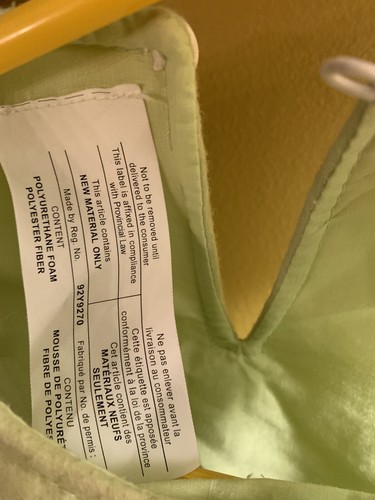 Not to be removed until
delivered to the consumer
This label is affixed in compliance
with Provincial Law
This article contains
NEW MATERIAL ONLY
Made by Reg. No. 92Y9270
CONTENT
POLYURETHANE FOAM
POLYESTER FIBER
Ne pas enlever avant la
livraison au consommateur
Cette étiquette est apposée
conformément à la loi de la province
Cet article contient des
MATÉRIAUX NEUFS
SEULEMENT
Fabriqué par No. de permis :
CONTENU
MOUSSE DE POLYURÉT
FIBRE DE POLYES